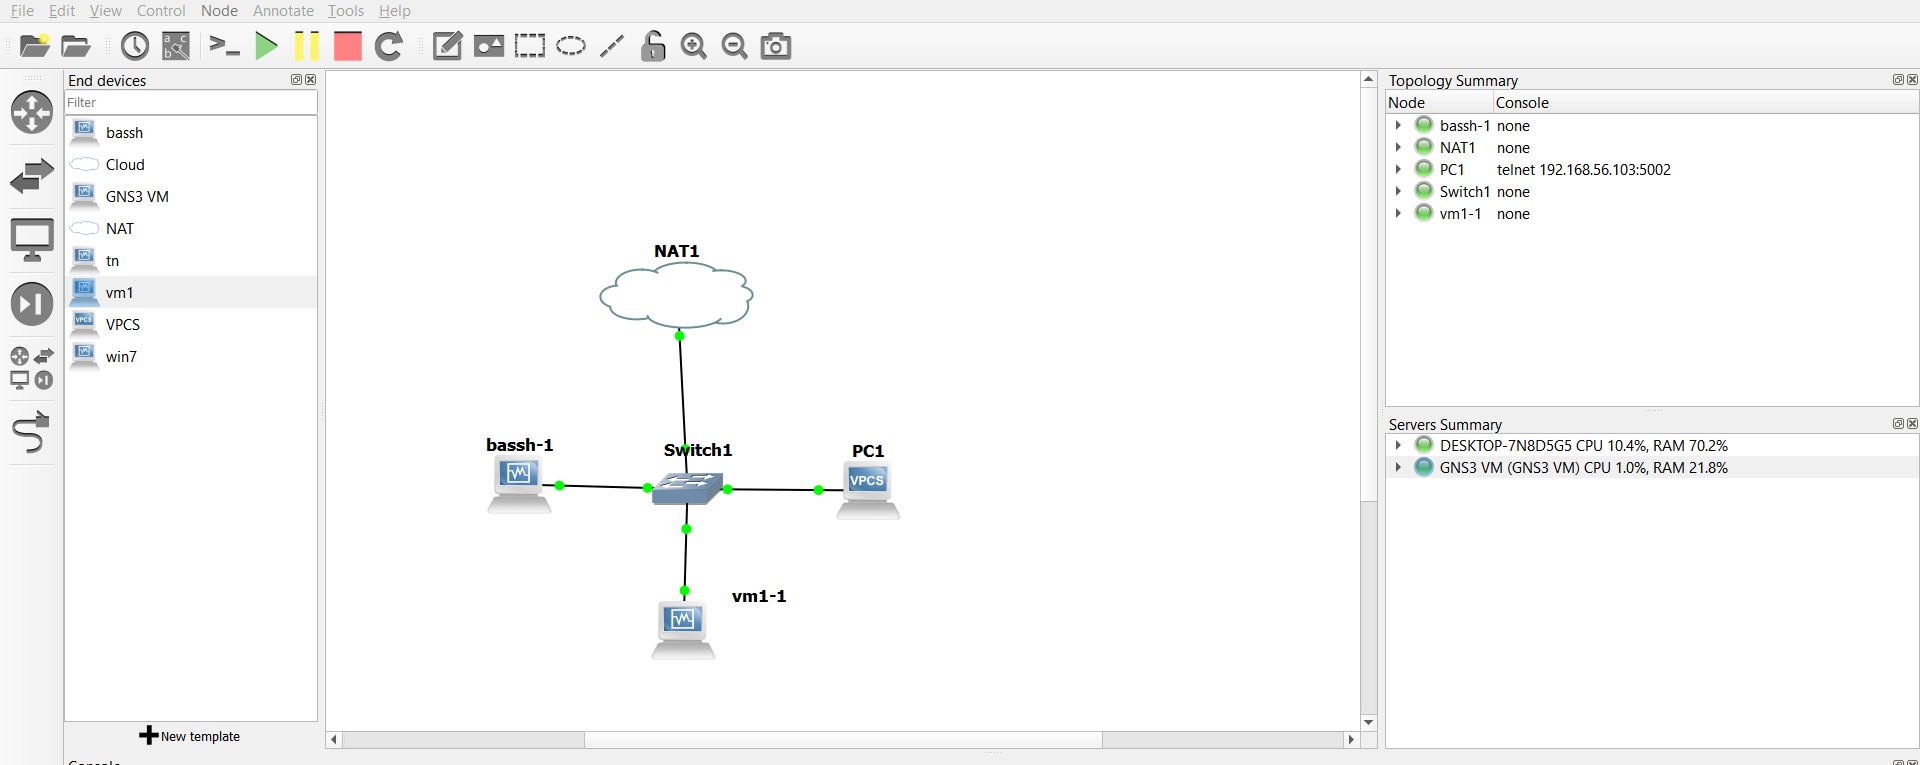 File Edit View Control Node Annotate Tools Help
End devices
Filter
bassh
Cloud
GNS3 VM
NAT
tn
vm1
VPCS
VPCS
win7
New template
NAT1
bassh-1
Switch1
PC1
VPCS
vm1-1
Topology Summary
Node Console
bassh-1 none
NAT1 none
PC1 telnet 192.168.56.103:5002
Switch1 none
vm1-1 none
Servers Summary
DESKTOP-7N8D5G5 CPU 10.4%, RAM 70.2%
GNS3 VM (GNS3 VM) CPU 1.0%, RAM 21.8%
Console